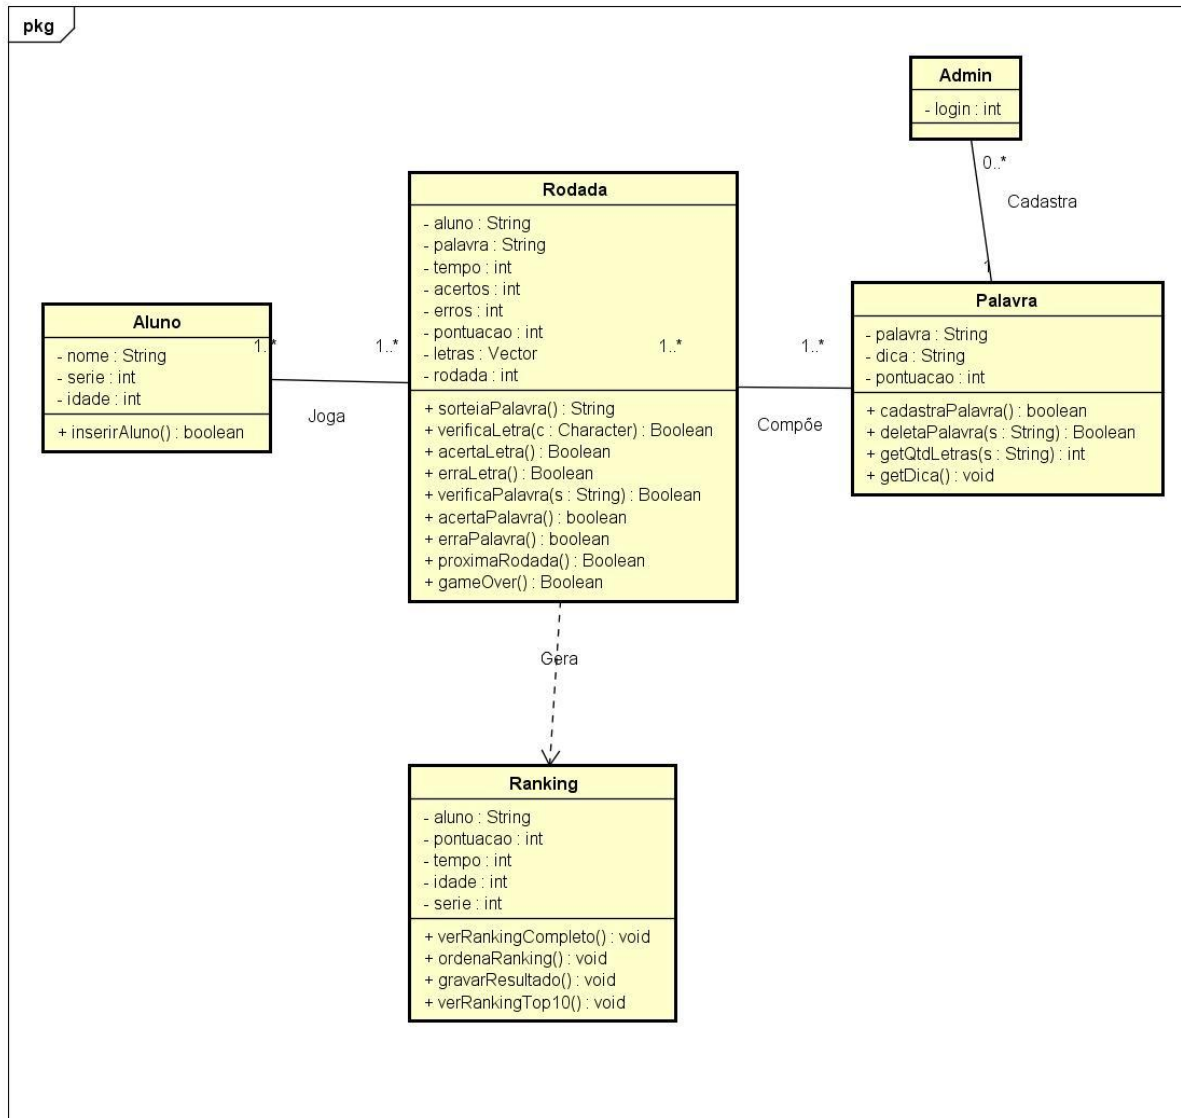 pkg
Admin
- login : int
0..*
Cadastra
1
Rodada
- aluno : String
- palavra : String
- tempo : int
- acertos : int
- erros : int
- pontuacao : int
- letras : Vector
- rodada : int
+ sorteiaPalavra() : String
+ verificaLetra(c : Character) : Boolean
+ acertaLetra() : Boolean
+ erraLetra() : Boolean
+ verificaPalavra(s : String) : Boolean
+ acertaPalavra() : boolean
+ erraPalavra() : boolean
+ proximaRodada() : Boolean
+ gameOver() : Boolean
Aluno
- nome : String
- serie : int
- idade : int
+ inserirAluno() : boolean
1..*
1..*
Joga
1..*
1..*
Compõe
Palavra
- palavra : String
- dica : String
- pontuacao : int
+ cadastraPalavra() : boolean
+ deletaPalavra(s : String) : Boolean
+ getQtdLetras(s : String) : int
+ getDica() : void
Gera
Ranking
- aluno : String
- pontuacao : int
- tempo : int
- idade : int
- serie : int
+ verRankingCompleto() : void
+ ordenaRanking() : void
+ gravarResultado() : void
+ verRankingTop10() : void